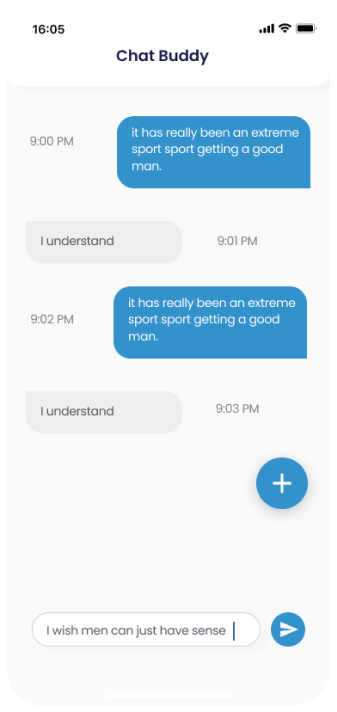 16:05
Chat Buddy
it has really been an extreme
sport sport getting a good
man.
9:00 PM
I understand
9:01 PM
it has really been an extreme
sport sport getting a good
man.
9:02 PM
I understand
9:03 PM
I wish men can just have sense